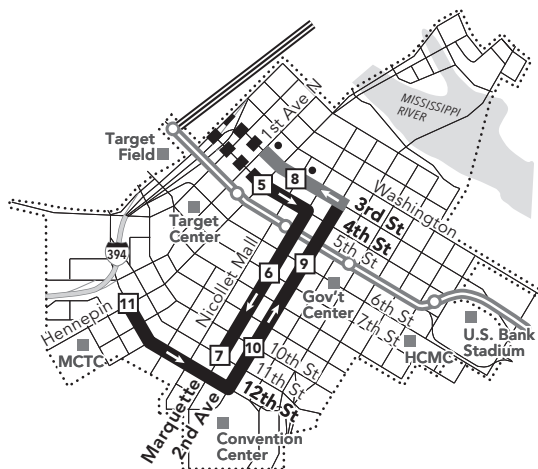 MISSISSIPPI
RIVER
1st Ave N
Target
Field
8
5
Washington
3rd St
4th St
5th St
Target
Center
394
Nicollet Mall
6
9
Gov't
Center
6th St
7th St
U.S. Bank
Stadium
HCMC
11
Hennepin
MCTC
7
10
10th St
11th St
12th St
Marquette
2nd Ave
Convention
Center